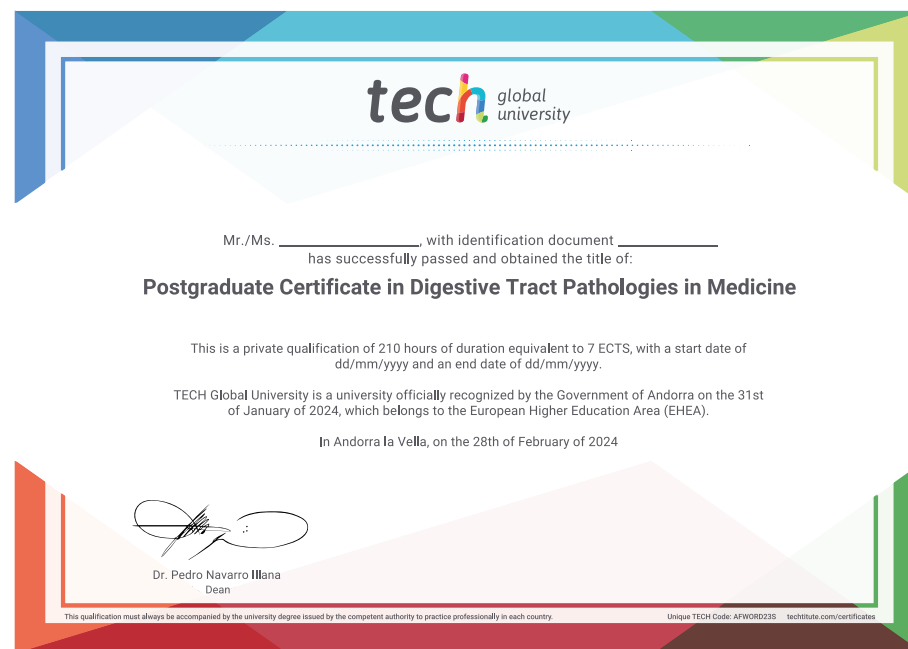 tech global university
Mr./Ms. ____________, with identification document ____________
has successfully passed and obtained the title of:
Postgraduate Certificate in Digestive Tract Pathologies in Medicine
This is a private qualification of 210 hours of duration equivalent to 7 ECTS, with a start date of
dd/mm/yyyy and an end date of dd/mm/yyyy.
TECH Global University is a university officially recognized by the Government of Andorra on the 31st
of January of 2024, which belongs to the European Higher Education Area (EHEA).
In Andorra la Vella, on the 28th of February of 2024
Dr. Pedro Navarro Illana
Dean
This qualification must always be accompanied by the university degree issued by the competent authority to practice professionally in each country.
Unique TECH Code: AFWORD23S techtitute.com/certificates